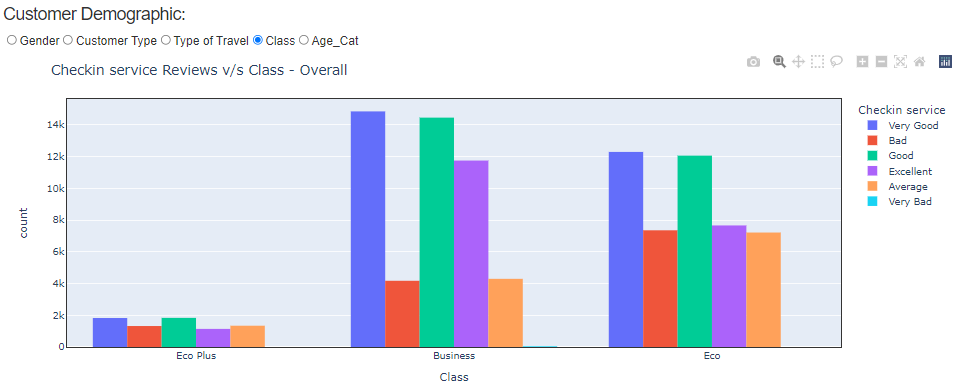 Customer Demographic:
Gender Customer Type Type of Travel Class Age_Cat
Checkin service Reviews v/s Class - Overall
14k
12k
10k
8k
6k
4k
2k
0
count
Eco Plus Business Eco
Class
Checkin service
Very Good
Bad
Good
Excellent
Average
Very Bad